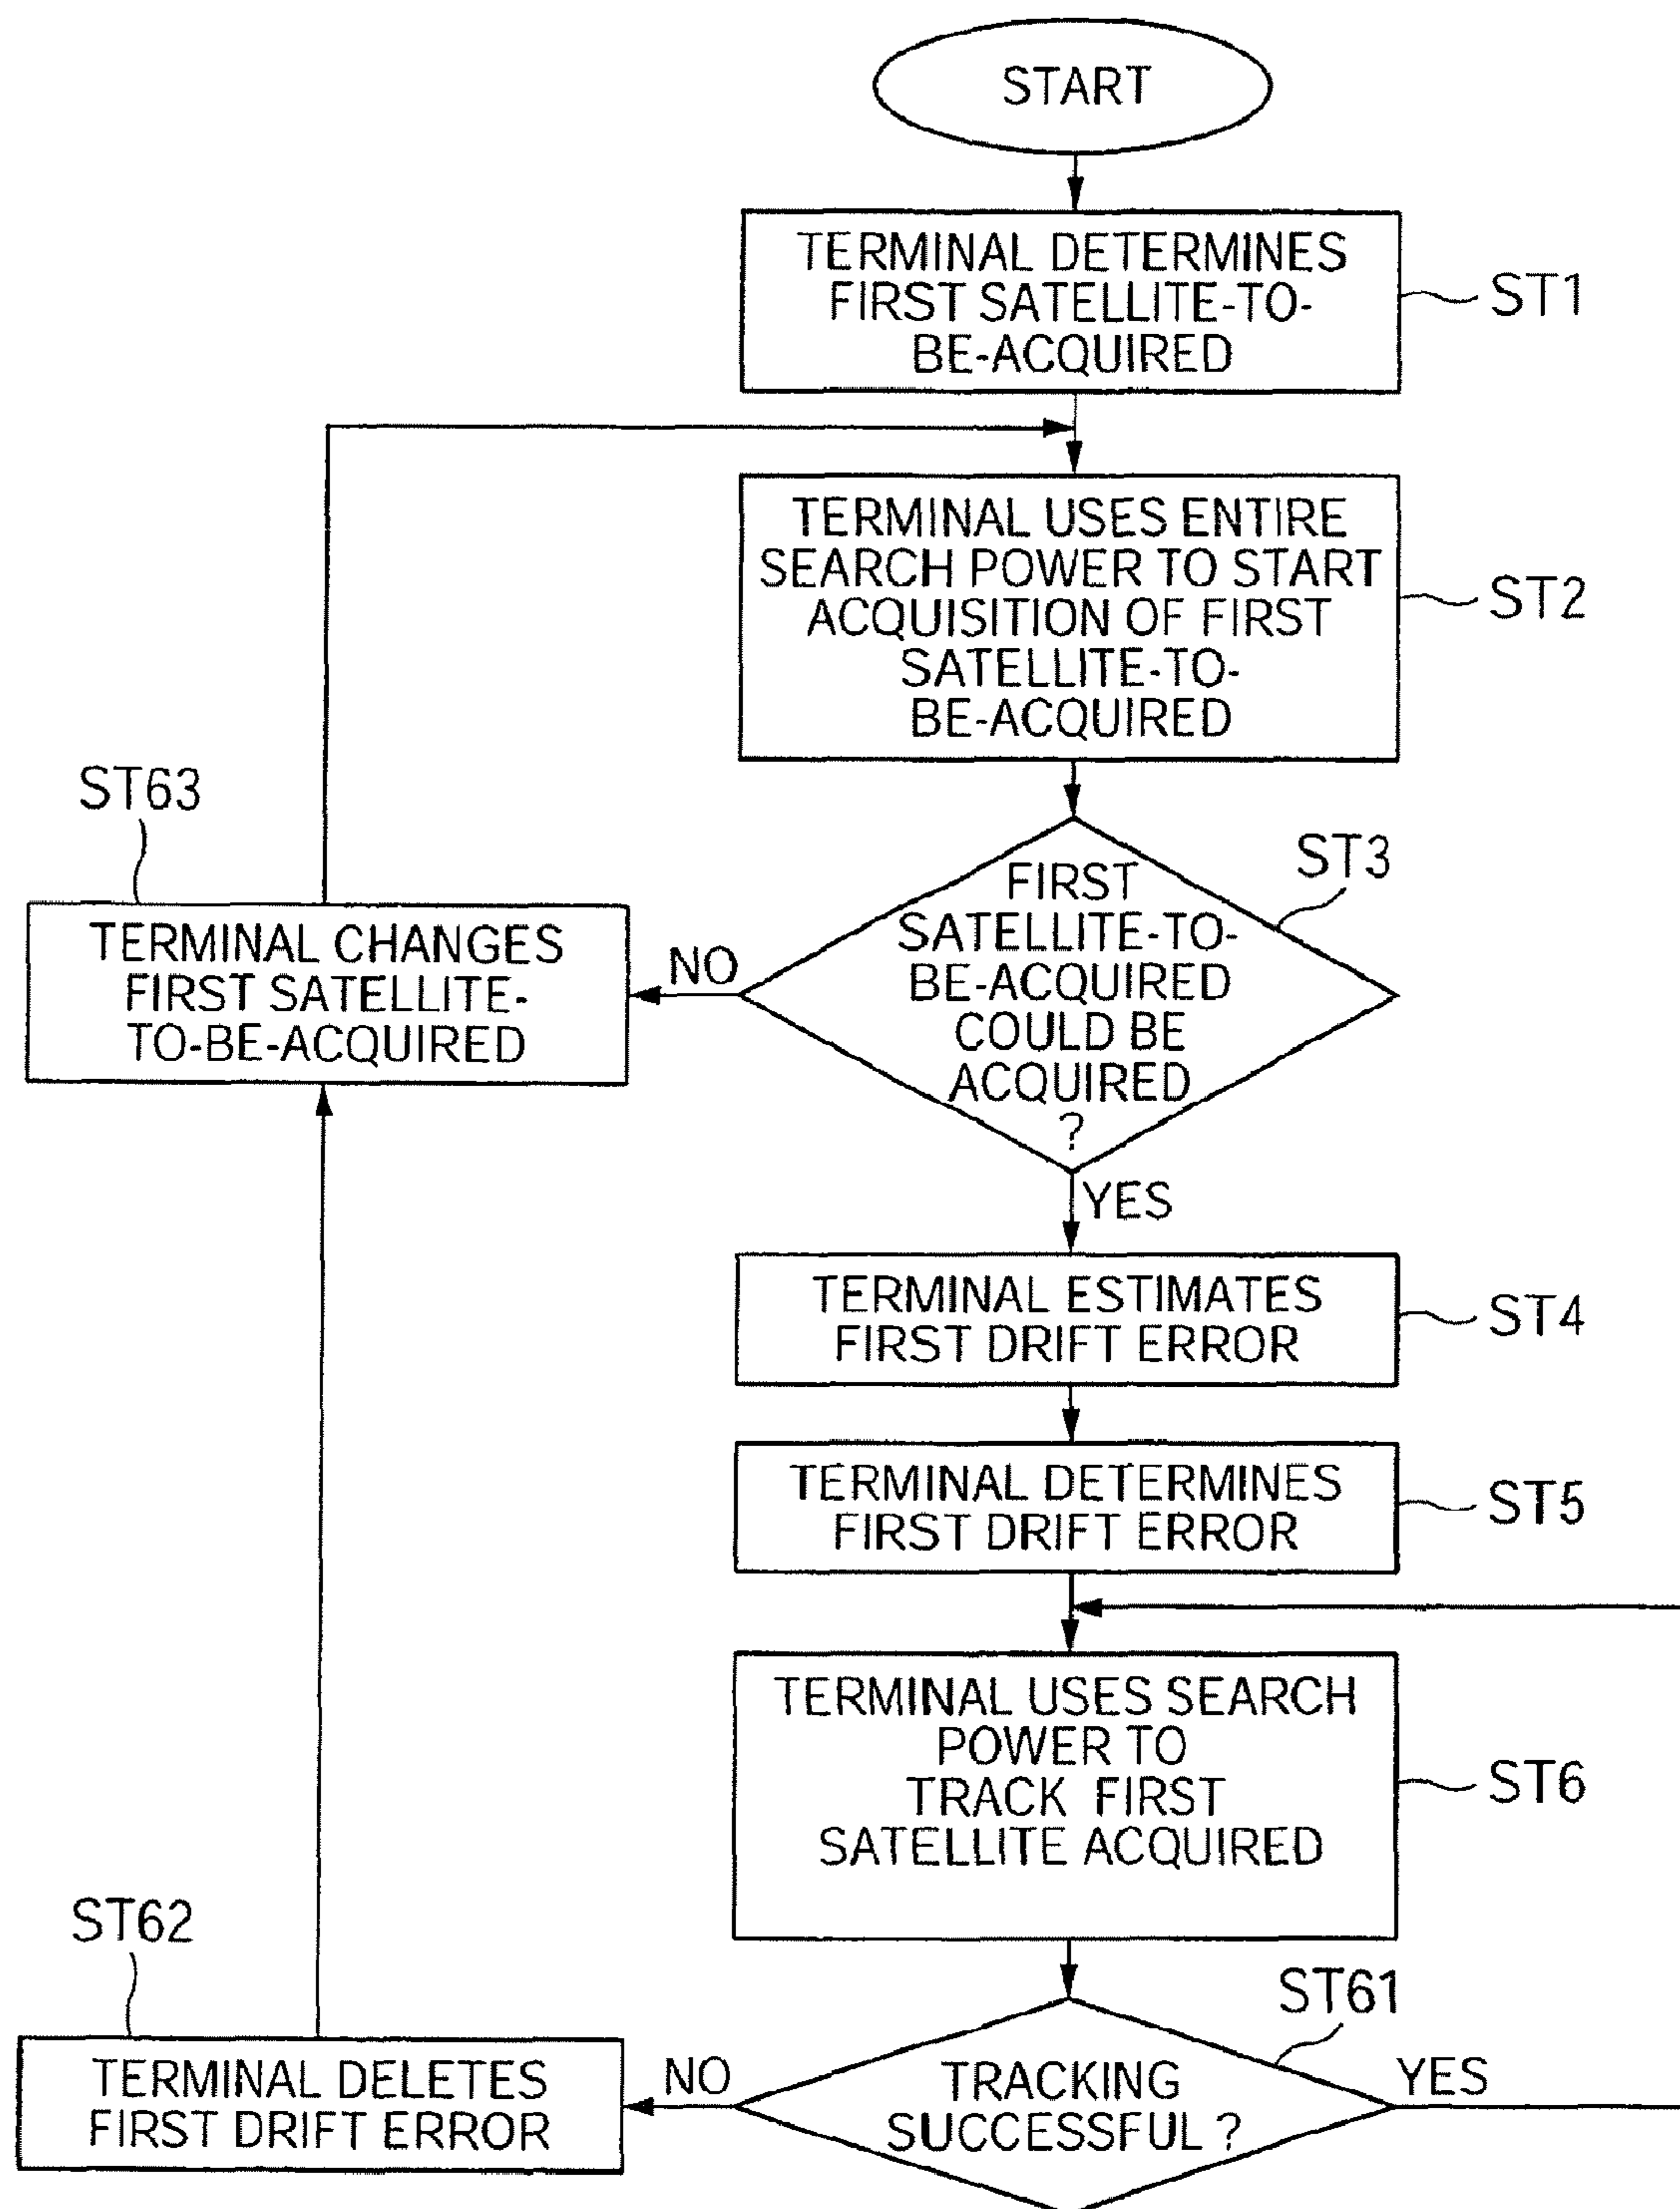 START
TERMINAL DETERMINES
FIRST SATELLITE-TO-
BE-ACQUIRED
ST1
TERMINAL USES ENTIRE
SEARCH POWER TO START
ACQUISITION OF FIRST
SATELLITE-TO-
BE-ACQUIRED
ST2
ST63
TERMINAL CHANGES
FIRST SATELLITE-
TO-BE-ACQUIRED
NO
FIRST
SATELLITE-TO-
BE-ACQUIRED
COULD BE
ACQUIRED
?
ST3
YES
TERMINAL ESTIMATES
FIRST DRIFT ERROR
ST4
TERMINAL DETERMINES
FIRST DRIFT ERROR
ST5
TERMINAL USES SEARCH
POWER TO
TRACK FIRST
SATELLITE ACQUIRED
ST6
ST62
TERMINAL DELETES
FIRST DRIFT ERROR
NO
TRACKING
SUCCESSFUL ?
ST61
YES